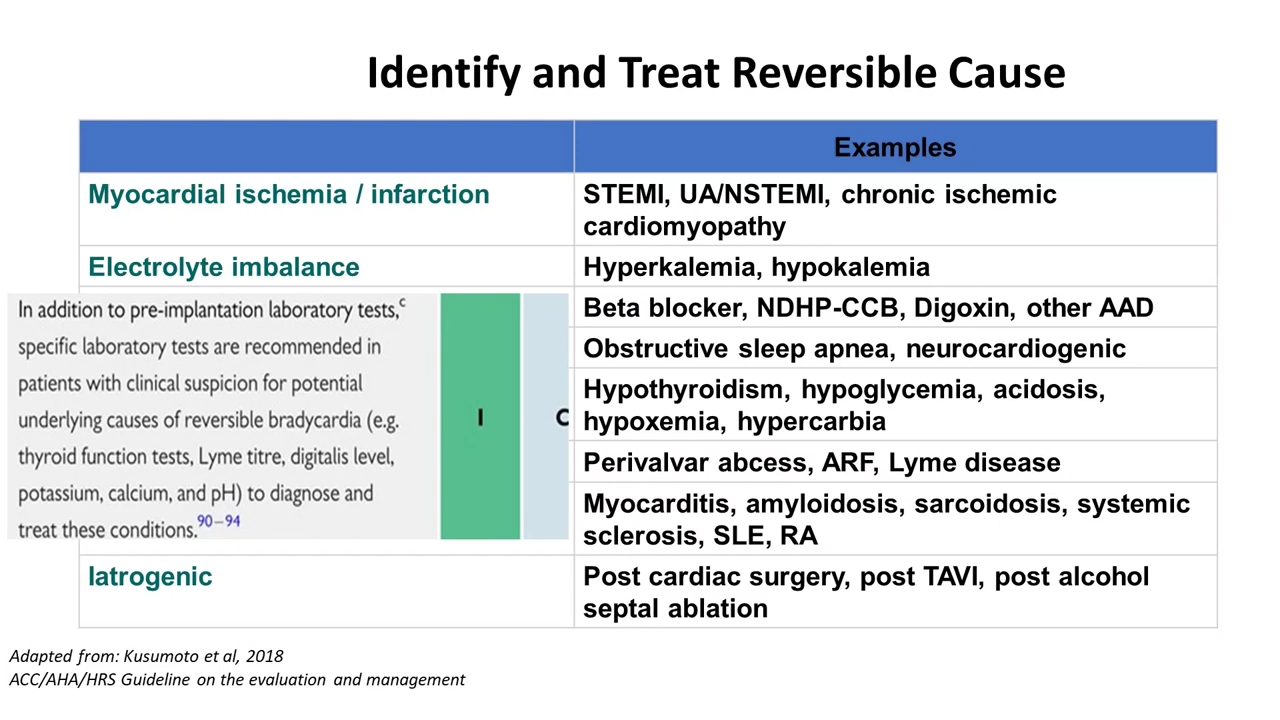 Identify and Treat Reversible Cause
Examples
Myocardial ischemia / infarction
STEMI, UA/NSTEMI, chronic ischemic
cardiomyopathy
Electrolyte imbalance
Hyperkalemia, hypokalemia
In addition to pre-implantation laboratory tests,c
specific laboratory tests are recommended in
patients with clinical suspicion for potential
underlying causes of reversible bradycardia (e.g.
thyroid function tests, Lyme titre, digitalis level,
potassium, calcium, and pH) to diagnose and
treat these conditions.90–94
I
C
Beta blocker, NDHP-CCB, Digoxin, other AAD
Obstructive sleep apnea, neurocardiogenic
Hypothyroidism, hypoglycemia, acidosis,
hypoxemia, hypercarbia
Perivalvar abcess, ARF, Lyme disease
Myocarditis, amyloidosis, sarcoidosis, systemic
sclerosis, SLE, RA
Iatrogenic
Post cardiac surgery, post TAVI, post alcohol
septal ablation
Adapted from: Kusumoto et al, 2018
ACC/AHA/HRS Guideline on the evaluation and management